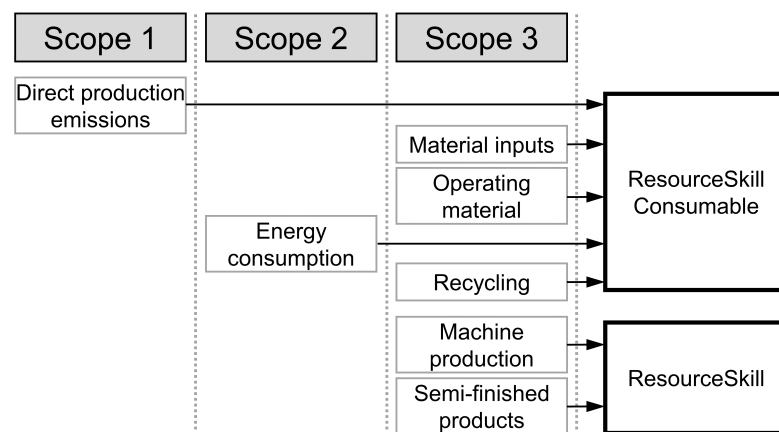 Scope 1
Scope 2
Scope 3
Direct production
emissions
Material inputs
Operating
material
Energy
consumption
Recycling
ResourceSkill
Consumable
Machine
production
Semi-finished
products
ResourceSkill